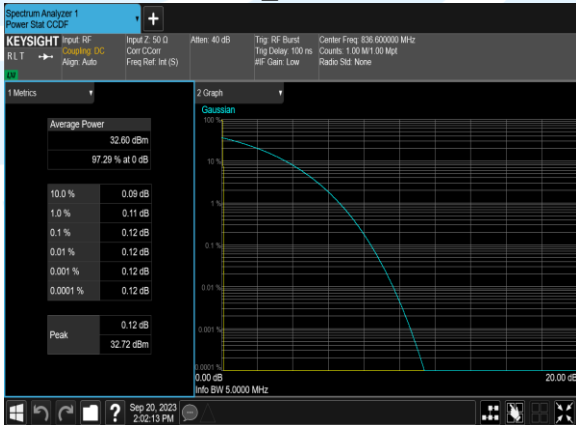 Spectrum Analyzer 1
Power Stat CCDF
+
KEYSIGHT
RLT
LW
Input: RF
Coupling: DC
Align: Auto
Input Z: 50 Ω
Corr CCorr
Freq Ref: Int (S)
Atten: 40 dB
Trig: RF Burst
Trig Delay: 100 ns
#IF Gain: Low
Center Freq: 836.600000 MHz
Counts: 1.00 M/1.00 Mpt
Radio Std: None
1 Metrics
Average Power
32.60 dBm
97.29 % at 0 dB
10.0 % 0.09 dB
1.0 % 0.11 dB
0.1 % 0.12 dB
0.01 % 0.12 dB
0.001 % 0.12 dB
0.0001 % 0.12 dB
Peak
0.12 dB
32.72 dBm
2 Graph
Gaussian
100 %
10 %
1 %
0.1 %
0.01 %
0.001 %
0.0001 %
0.00 dB 20.00 dB
Info BW 5.0000 MHz
?
Sep 20, 2023
2:02:13 PM